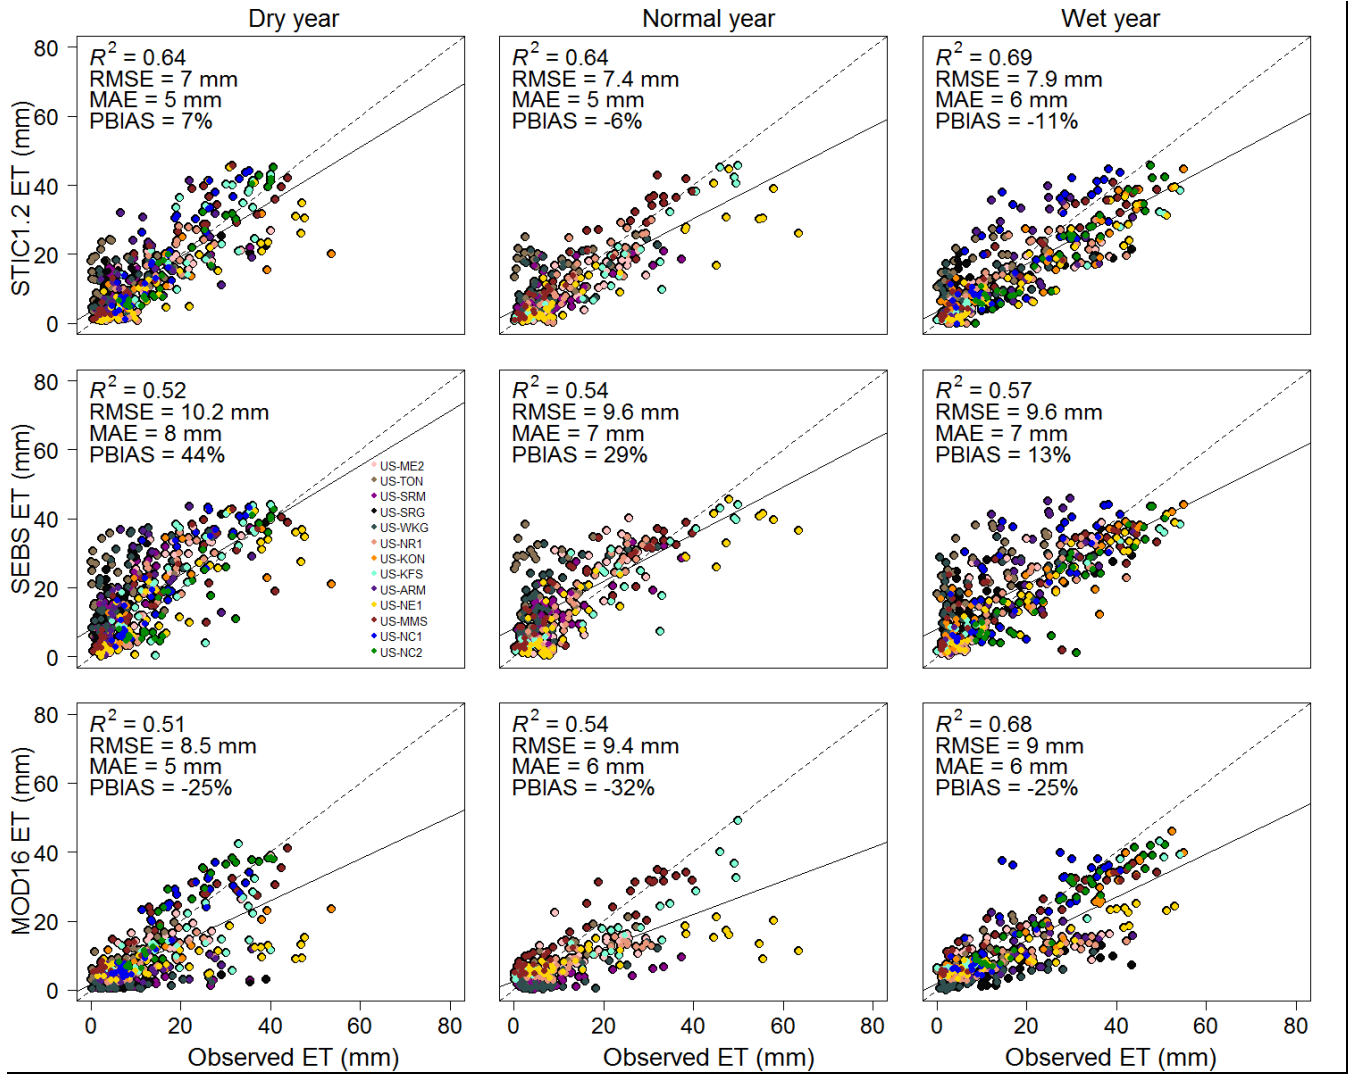 Dry year
Normal year
Wet year
STIC1.2 ET (mm)
80
60
40
20
0
R² = 0.64
RMSE = 7 mm
MAE = 5 mm
PBIAS = 7%
R² = 0.64
RMSE = 7.4 mm
MAE = 5 mm
PBIAS = -6%
R² = 0.69
RMSE = 7.9 mm
MAE = 6 mm
PBIAS = -11%
SEBS ET (mm)
80
60
40
20
0
R² = 0.52
RMSE = 10.2 mm
MAE = 8 mm
PBIAS = 44%
US-ME2
US-TON
US-SRM
US-SRG
US-WKG
US-NR1
US-KON
US-KFS
US-ARM
US-NE1
US-MMS
US-NC1
US-NC2
R² = 0.54
RMSE = 9.6 mm
MAE = 7 mm
PBIAS = 29%
R² = 0.57
RMSE = 9.6 mm
MAE = 7 mm
PBIAS = 13%
MOD16 ET (mm)
80
60
40
20
0
R² = 0.51
RMSE = 8.5 mm
MAE = 5 mm
PBIAS = -25%
R² = 0.54
RMSE = 9.4 mm
MAE = 6 mm
PBIAS = -32%
R² = 0.68
RMSE = 9 mm
MAE = 6 mm
PBIAS = -25%
0 20 40 60 80
0 20 40 60 80
0 20 40 60 80
Observed ET (mm)
Observed ET (mm)
Observed ET (mm)